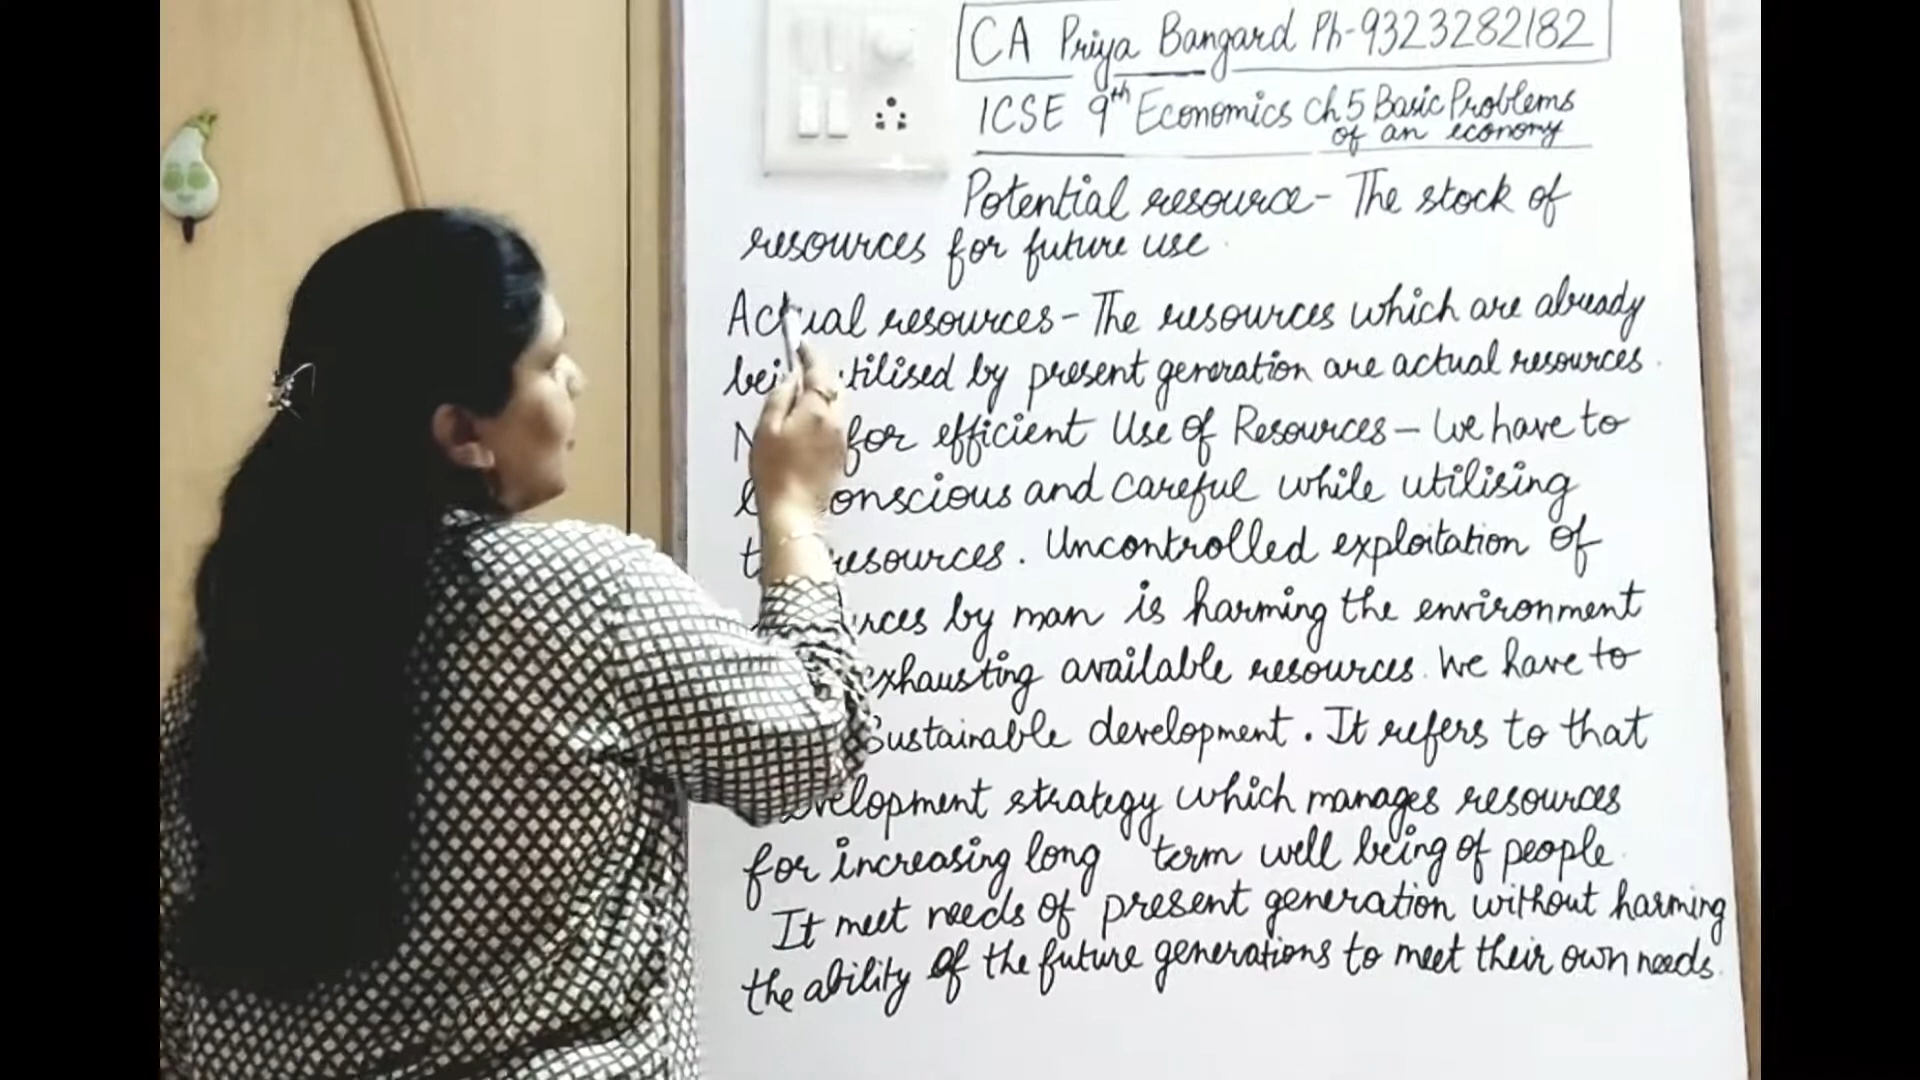 CA Priya Bangard Ph-9323282182
ICSE 9th Economics Ch 5 Basic Problems
of an economy
Potential resource - The stock of
resources for future use.
Actual resources - The resources which are already
utilised by present generation are actual resources.
for efficient Use Of Resources - We have to
conscious and careful while utilising
resources. Uncontrolled exploitation of
by man is harming the environment
exhausting available resources. We have to
Sustainable development. It refers to that
development strategy which manages resources
for increasing long term well being of people.
It meet needs of present generation without harming
the ability of the future generations to meet their own needs.